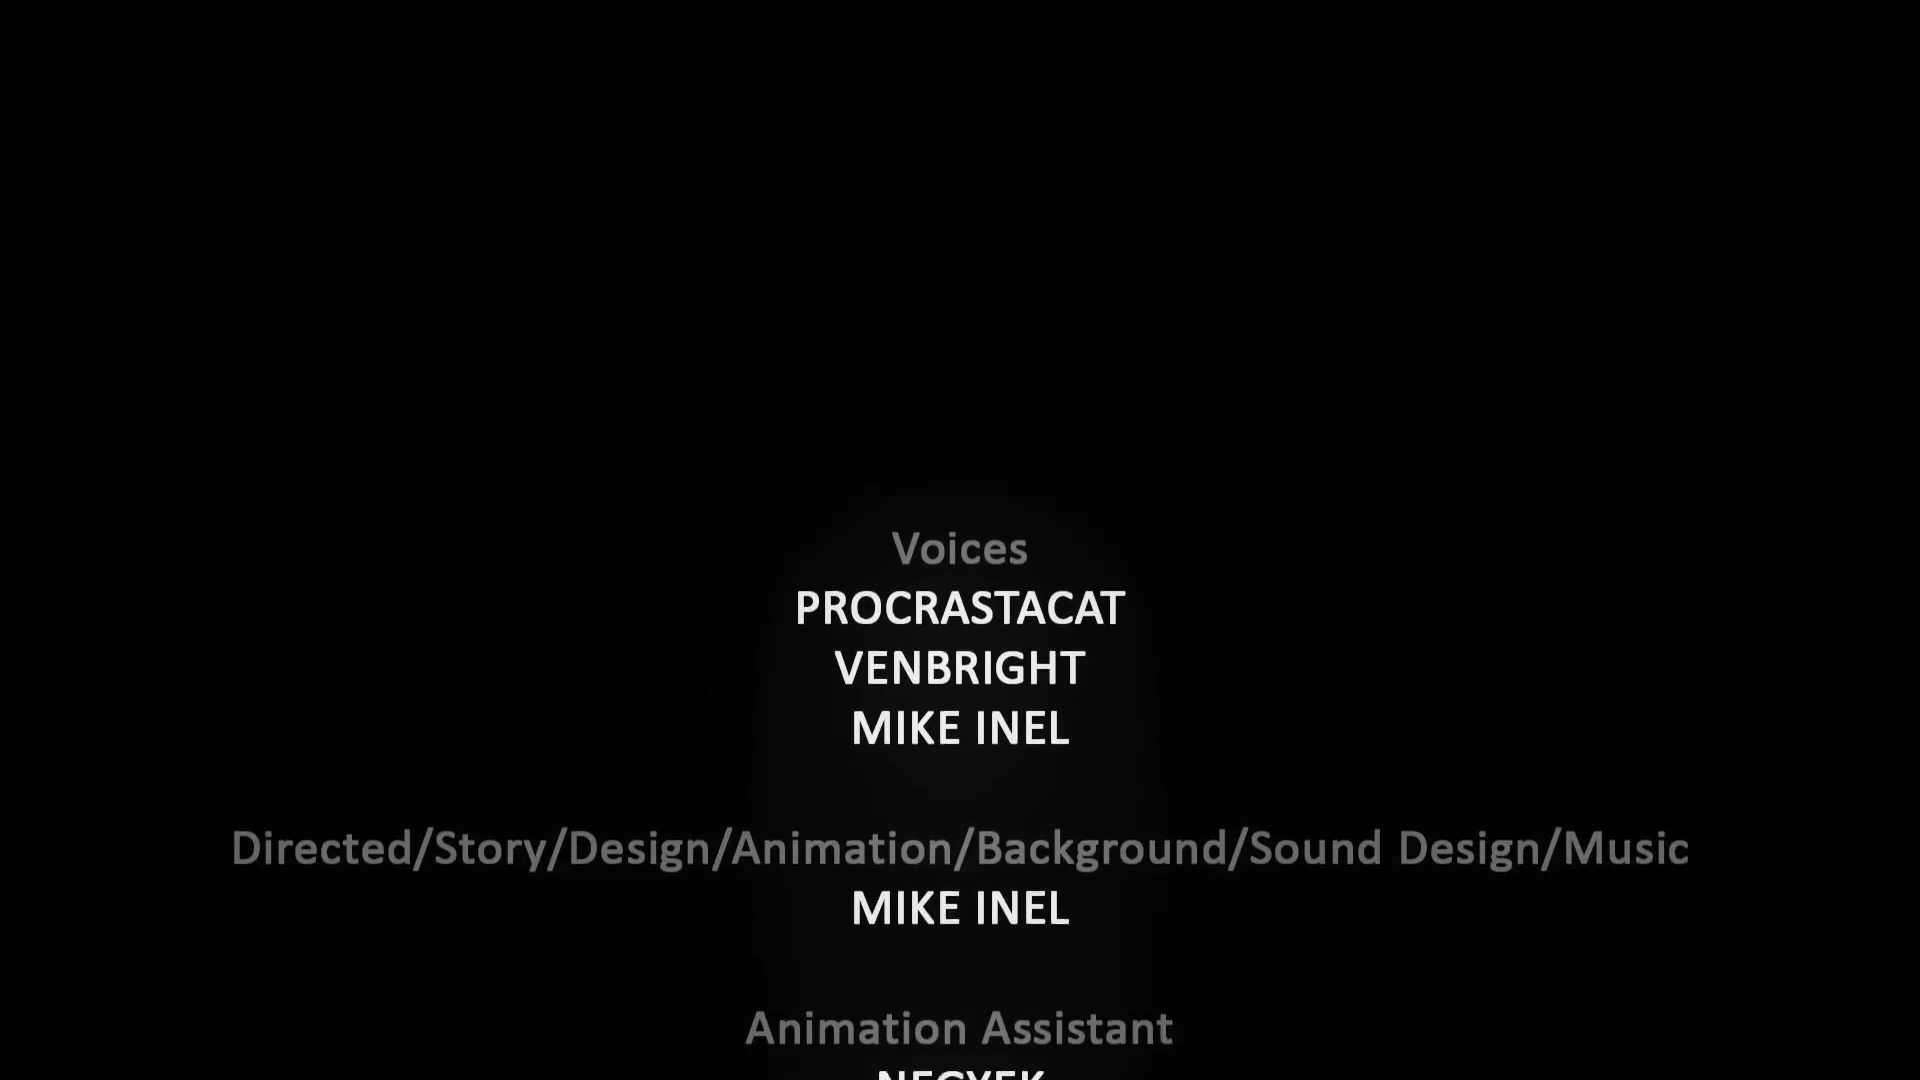 Voices
PROCRASTACAT
VENBRIGHT
MIKE INEL
Directed/Story/Design/Animation/Background/Sound Design/Music
MIKE INEL
Animation Assistant